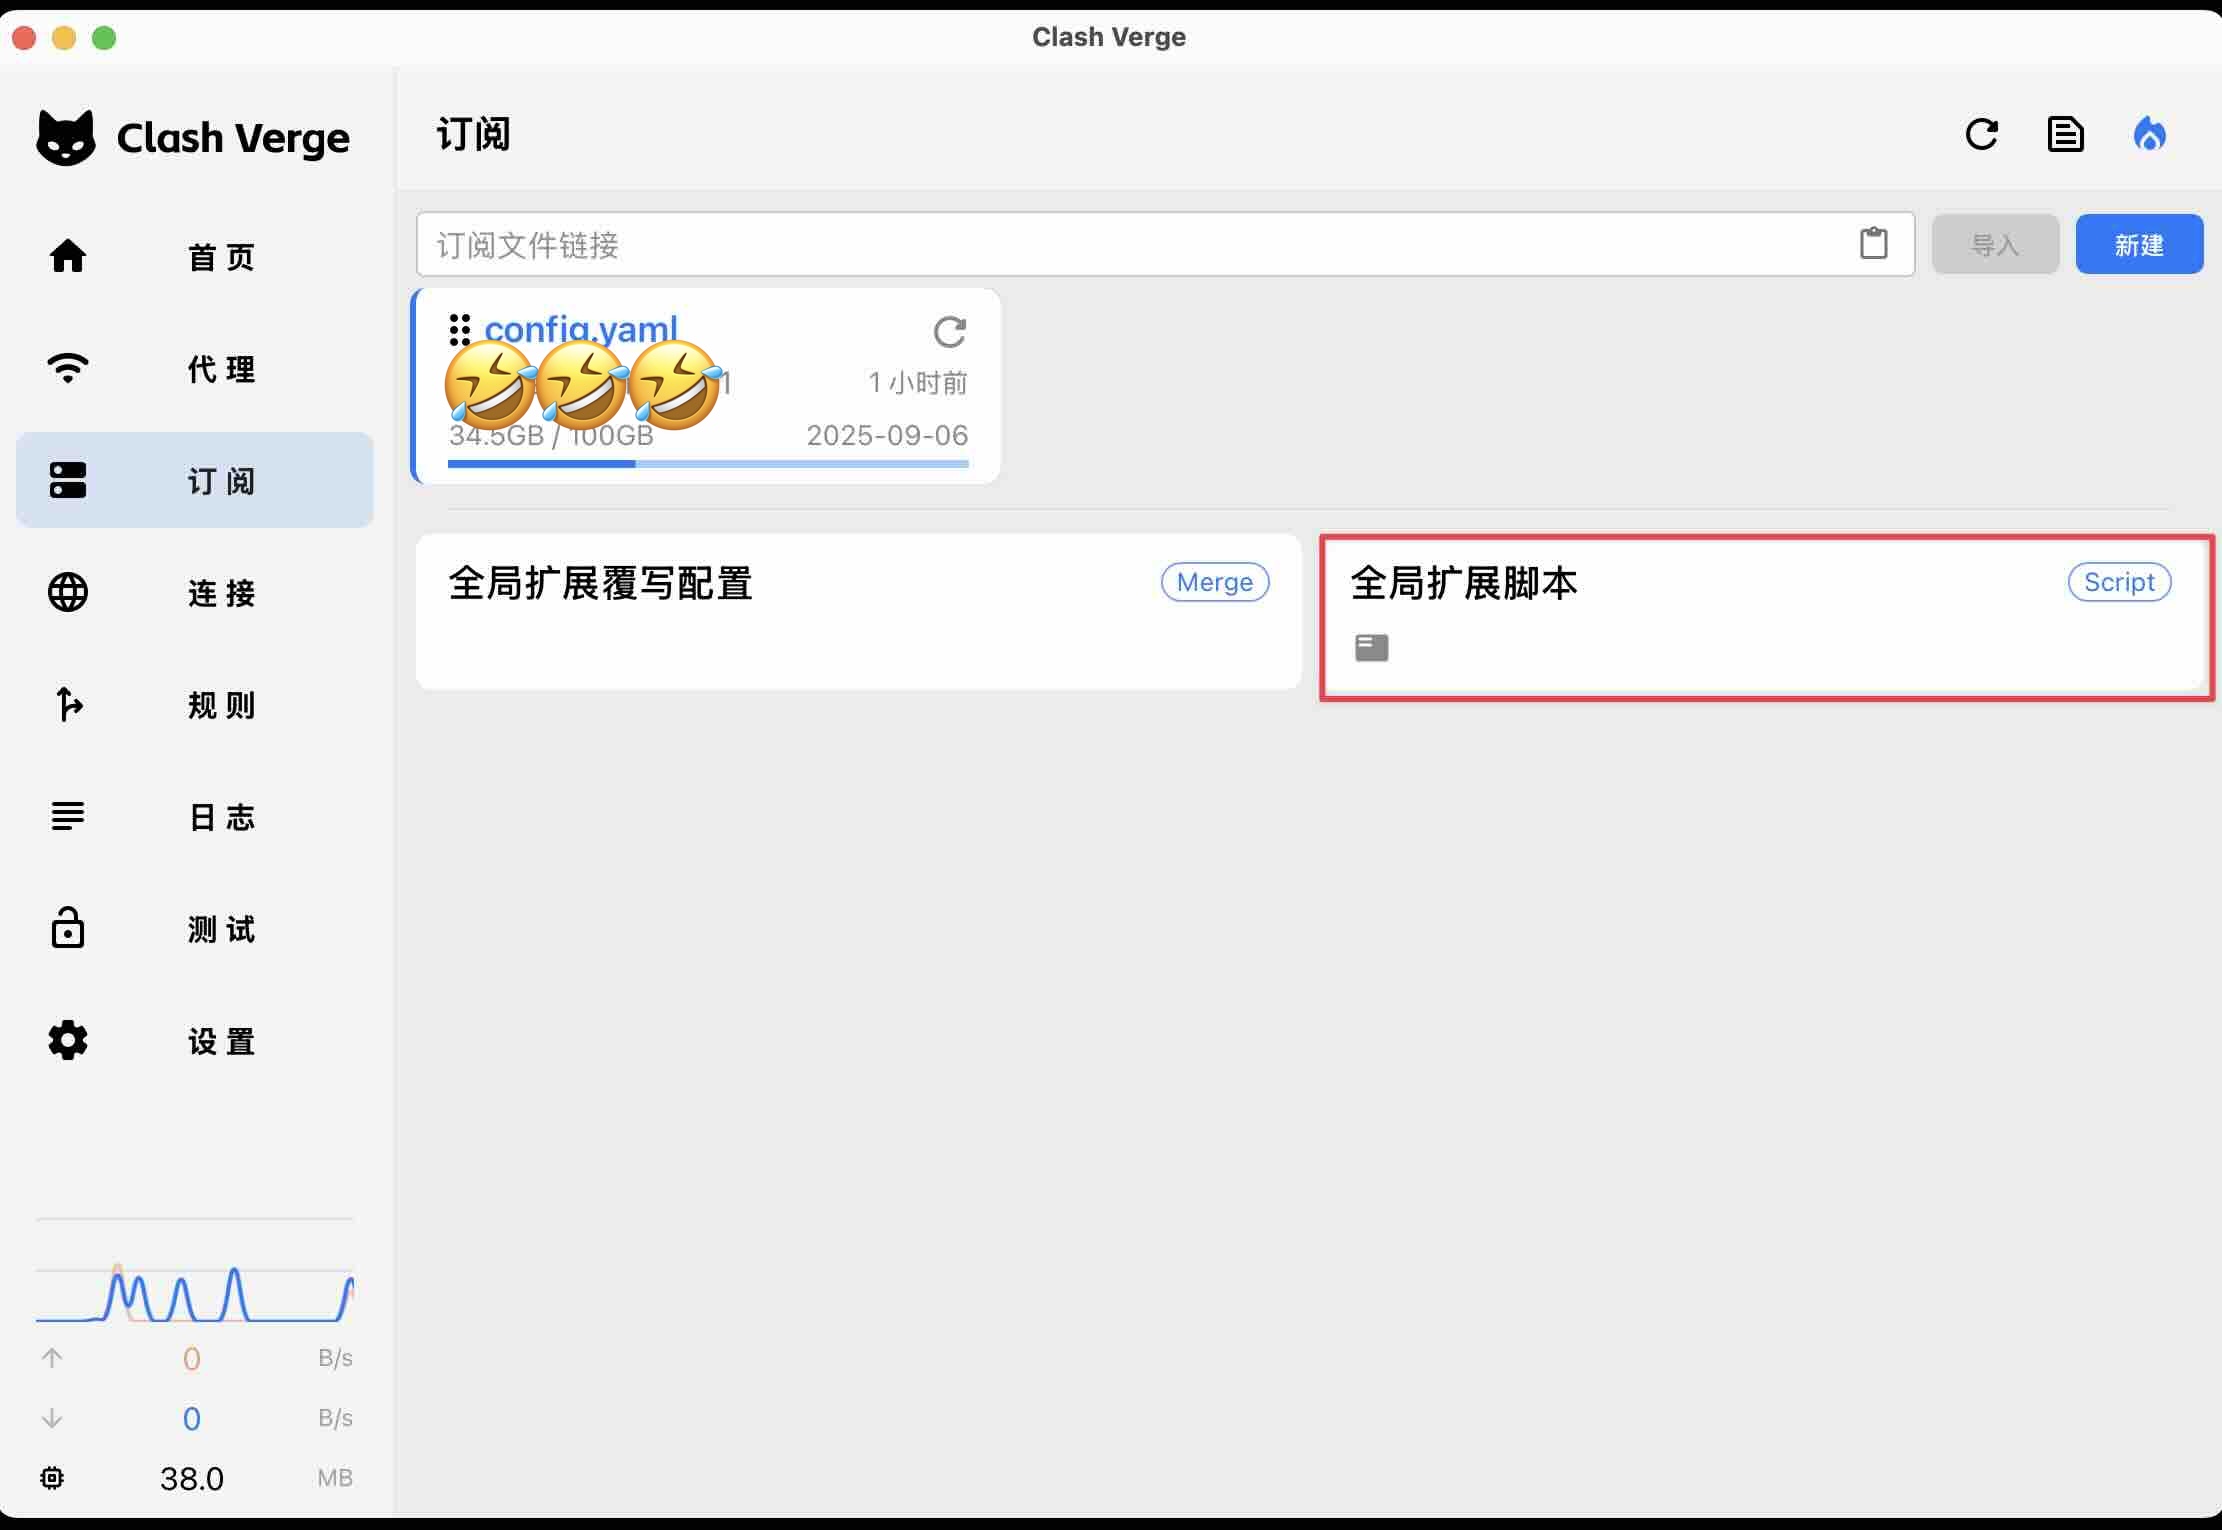 Clash Verge
Clash Verge
首页
代理
订阅
连接
规则
日志
测试
设置
0 B/s
0 B/s
38.0 MB
订阅
订阅文件链接
导入
新建
config.yaml
1 小时前
34.5GB / 100GB
2025-09-06
全局扩展覆写配置
Merge
全局扩展脚本
Script